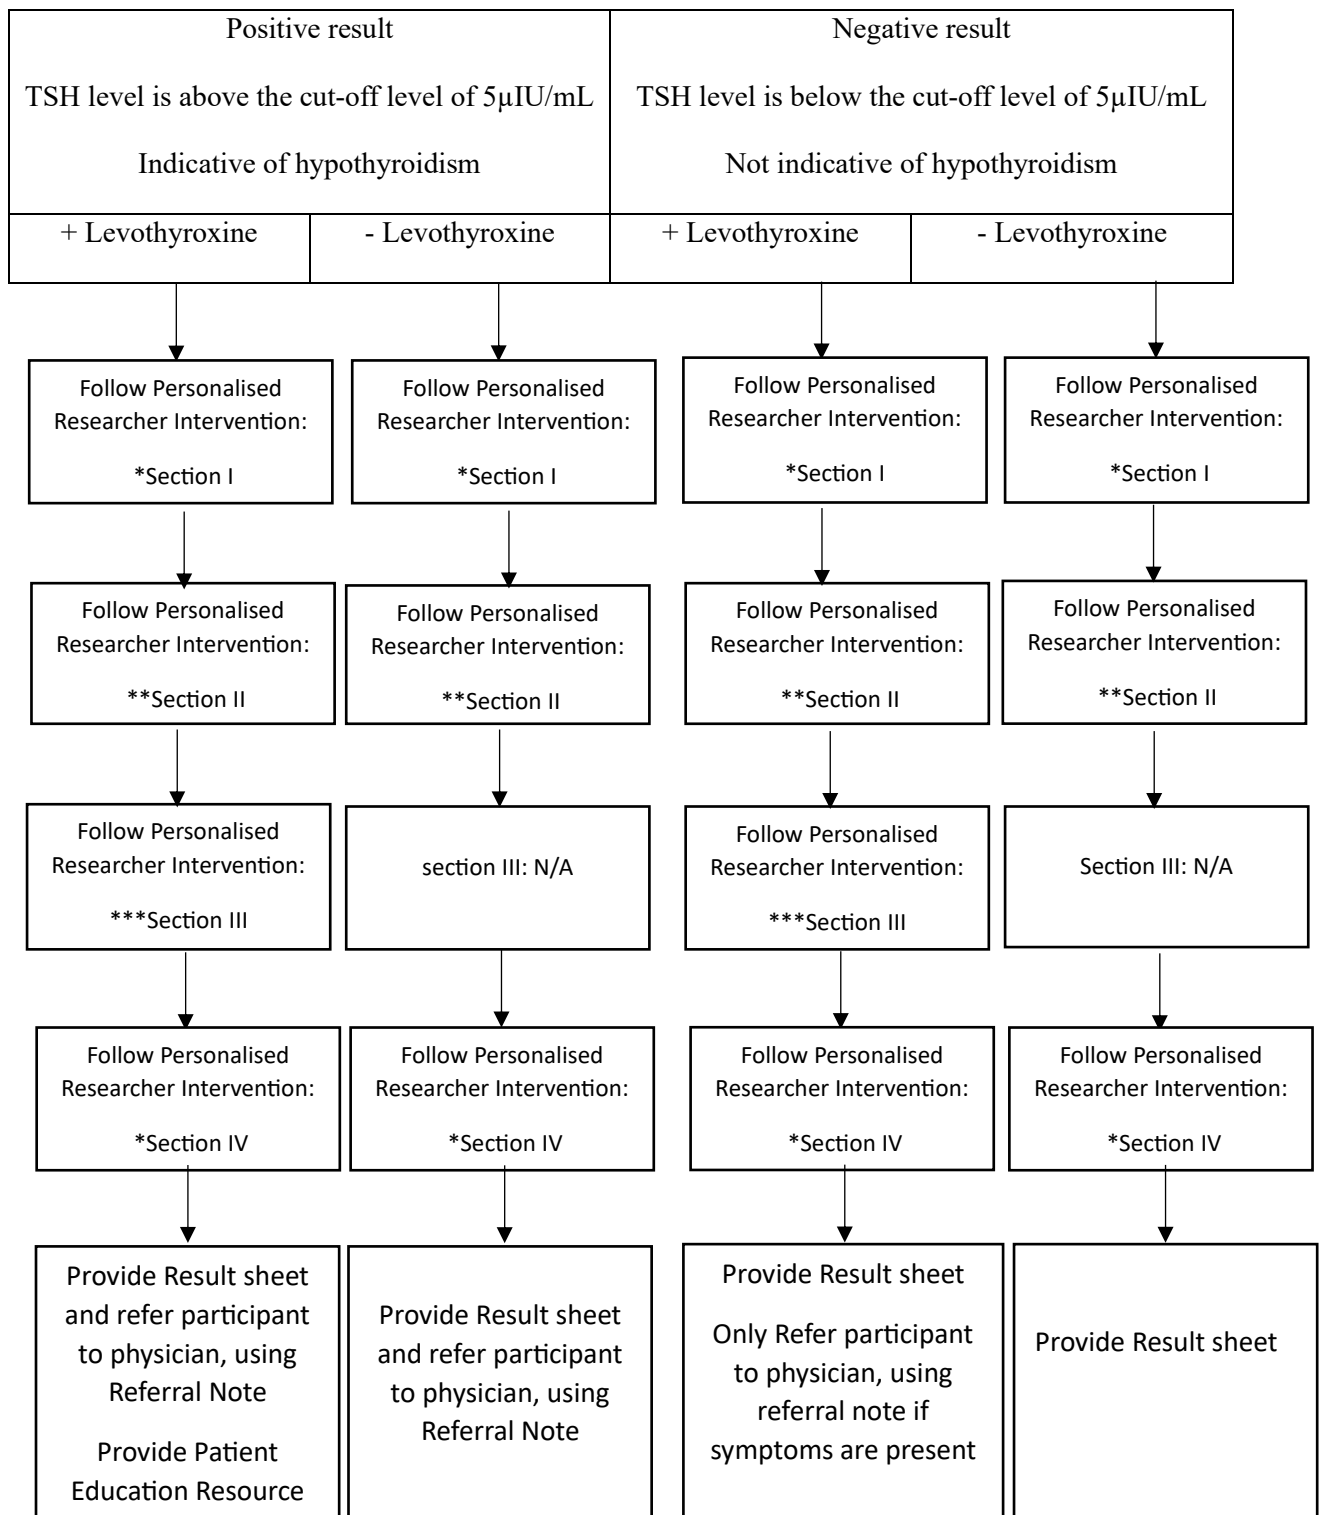 Positive result
TSH level is above the cut-off level of 5µIU/mL
Indicative of hypothyroidism
Negative result
TSH level is below the cut-off level of 5µIU/mL
Not indicative of hypothyroidism
+ Levothyroxine
- Levothyroxine
+ Levothyroxine
- Levothyroxine
Follow Personalised
Researcher Intervention:
*Section I
Follow Personalised
Researcher Intervention:
*Section I
Follow Personalised
Researcher Intervention:
*Section I
Follow Personalised
Researcher Intervention:
*Section I
Follow Personalised
Researcher Intervention:
**Section II
Follow Personalised
Researcher Intervention:
**Section II
Follow Personalised
Researcher Intervention:
**Section II
Follow Personalised
Researcher Intervention:
**Section II
Follow Personalised
Researcher Intervention:
***Section III
section III: N/A
Follow Personalised
Researcher Intervention:
***Section III
Section III: N/A
Follow Personalised
Researcher Intervention:
*Section IV
Follow Personalised
Researcher Intervention:
*Section IV
Follow Personalised
Researcher Intervention:
*Section IV
Follow Personalised
Researcher Intervention:
*Section IV
Provide Result sheet
and refer participant
to physician, using
Referral Note
Provide Patient
Education Resource
Provide Result sheet
and refer participant
to physician, using
Referral Note
Provide Result sheet
Only Refer participant
to physician, using
referral note if
symptoms are present
Provide Result sheet